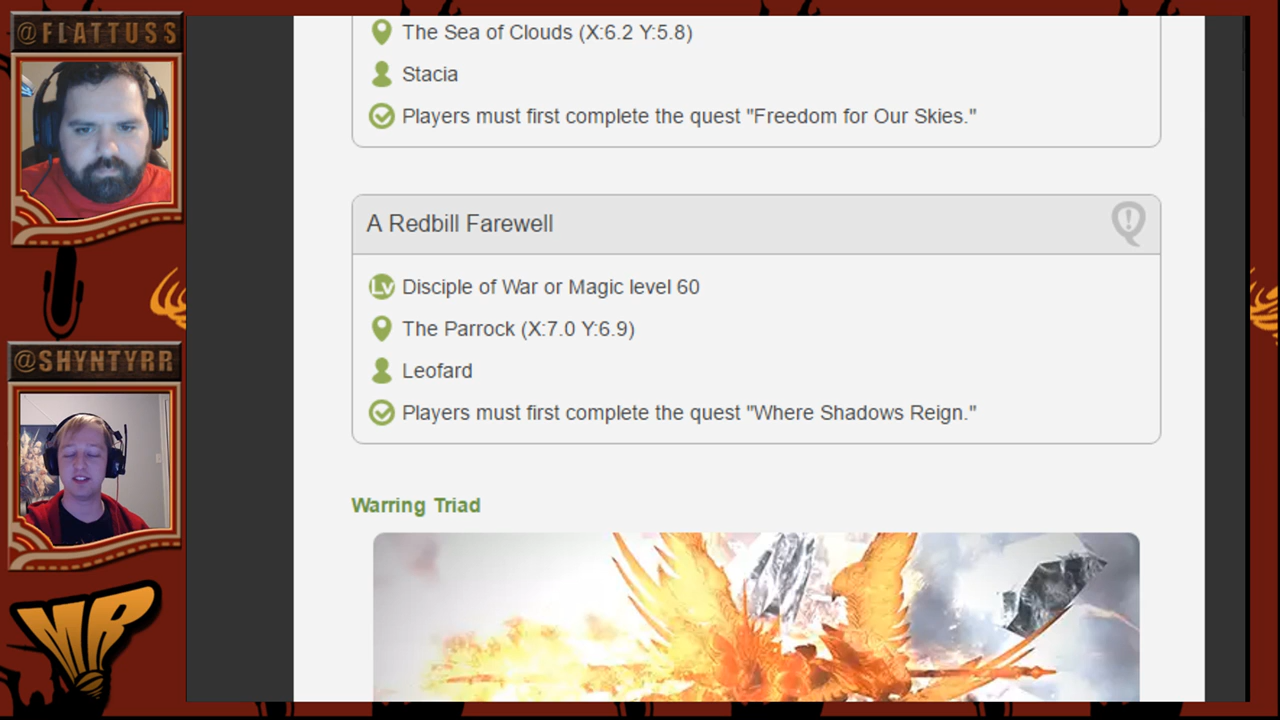 @FLATTUSS
The Sea of Clouds (X:6.2 Y:5.8)
Stacia
Players must first complete the quest "Freedom for Our Skies."
A Redbill Farewell
Lv Disciple of War or Magic level 60
The Parrock (X:7.0 Y:6.9)
Leofard
Players must first complete the quest "Where Shadows Reign."
@SHYNTYRR
Warring Triad
MR